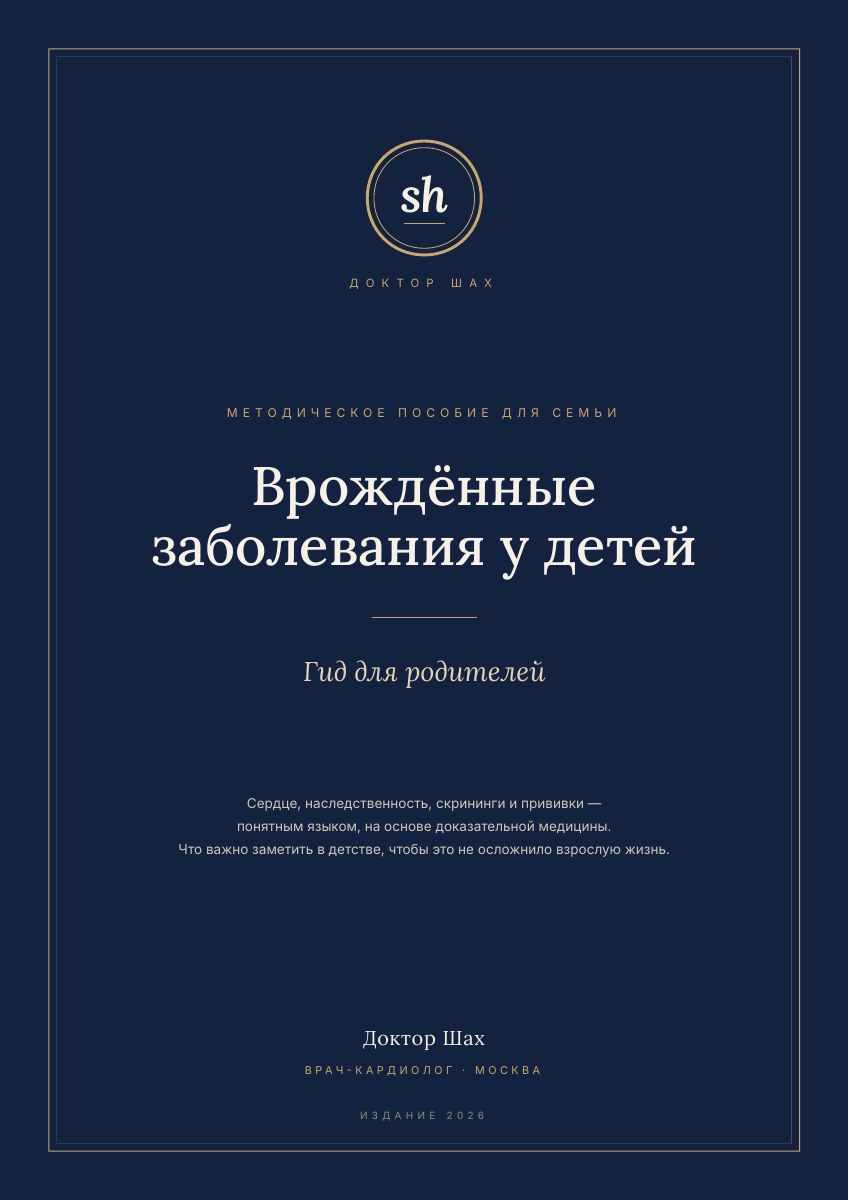 sh
ДОКТОР ШАХ
МЕТОДИЧЕСКОЕ ПОСОБИЕ ДЛЯ СЕМЬИ
Врождённые
заболевания у детей
Гид для родителей
Сердце, наследственность, скрининги и прививки —
понятным языком, на основе доказательной медицины.
Что важно заметить в детстве, чтобы это не осложнило взрослую жизнь.
Доктор Шах
ВРАЧ-КАРДИОЛОГ · МОСКВА
ИЗДАНИЕ 2026